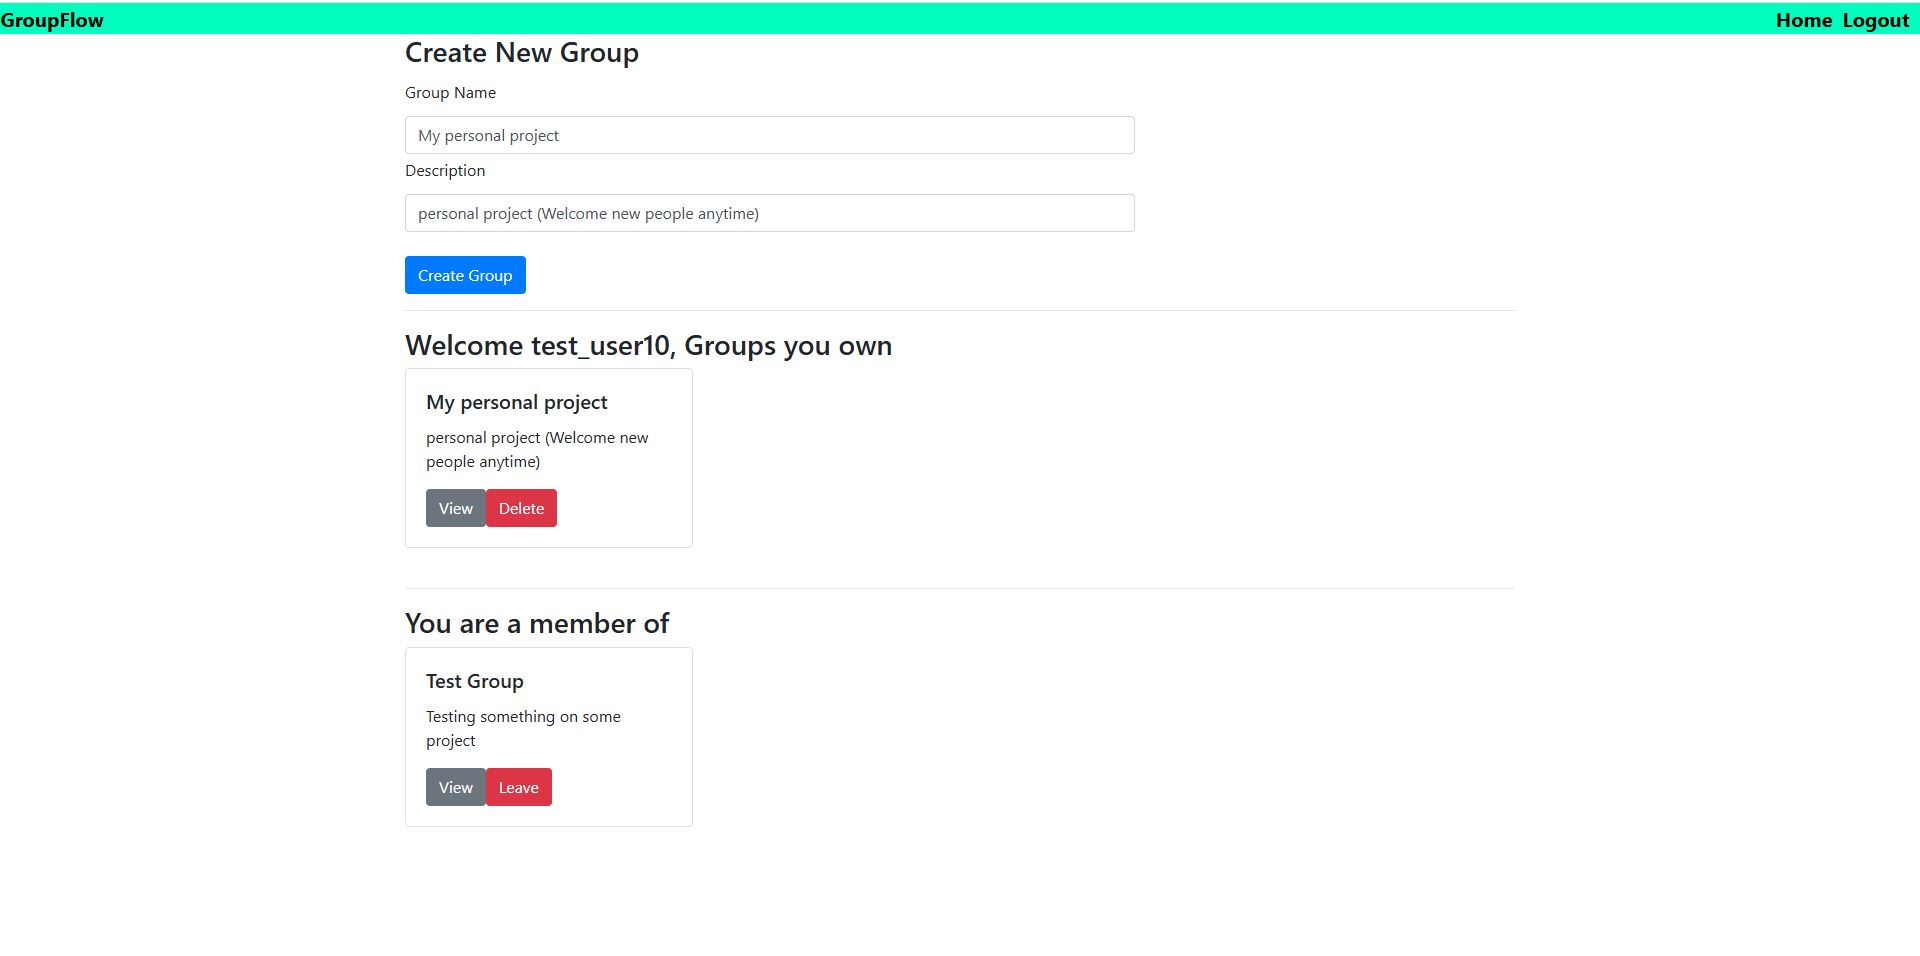 GroupFlow Home Logout
Create New Group
Group Name
My personal project
Description
personal project (Welcome new people anytime)
Create Group
Welcome test_user10, Groups you own
My personal project
personal project (Welcome new
people anytime)
View Delete
You are a member of
Test Group
Testing something on some
project
View Leave